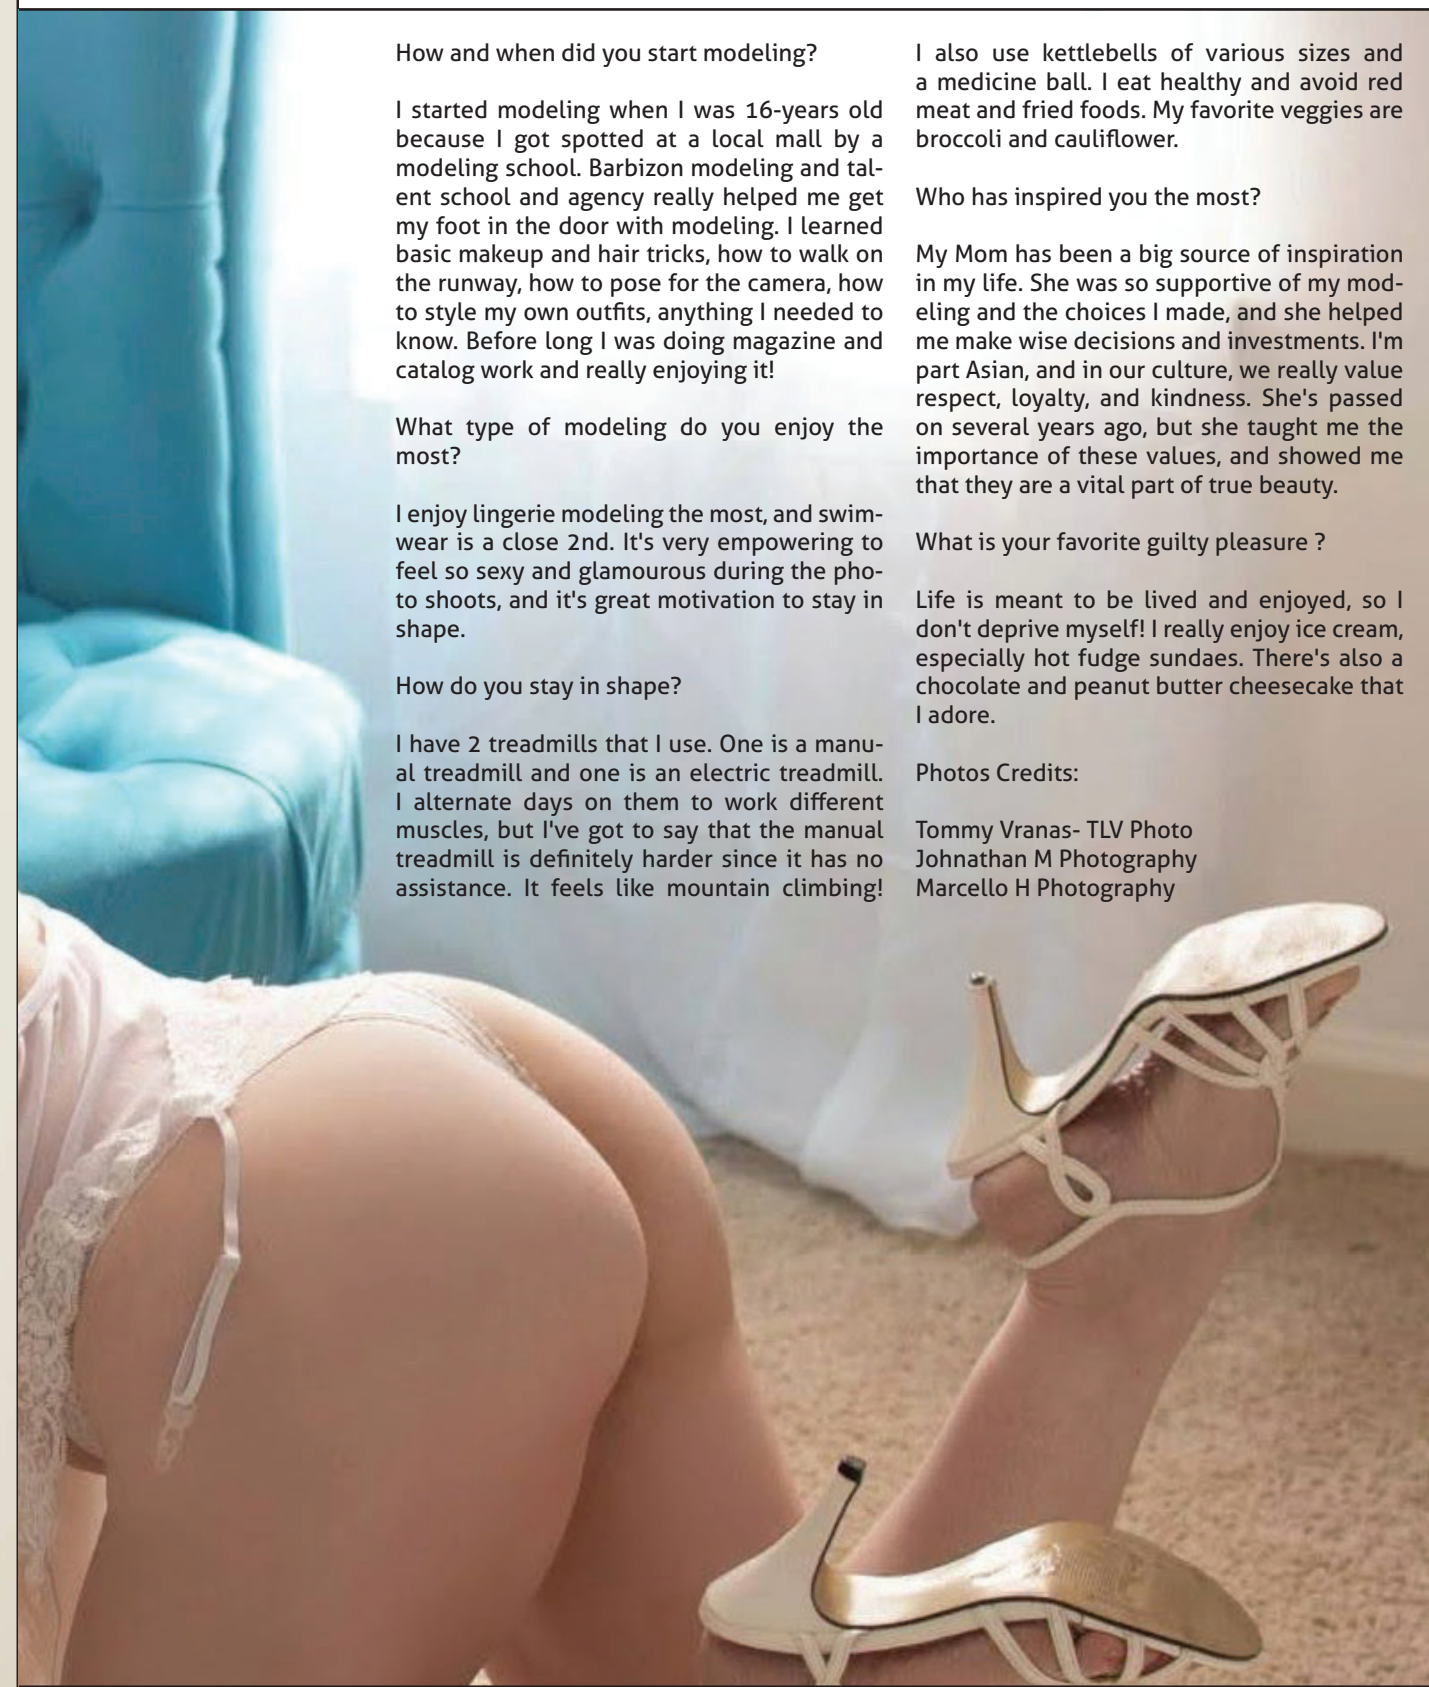 How and when did you start modeling?
I started modeling when I was 16-years old
because I got spotted at a local mall by a
modeling school. Barbizon modeling and tal-
ent school and agency really helped me get
my foot in the door with modeling. I learned
basic makeup and hair tricks, how to walk on
the runway, how to pose for the camera, how
to style my own outfits, anything I needed to
know. Before long I was doing magazine and
catalog work and really enjoying it!
What type of modeling do you enjoy the
most?
I enjoy lingerie modeling the most, and swim-
wear is a close 2nd. It's very empowering to
feel so sexy and glamourous during the pho-
to shoots, and it's great motivation to stay in
shape.
How do you stay in shape?
I have 2 treadmills that I use. One is a manu-
al treadmill and one is an electric treadmill.
I alternate days on them to work different
muscles, but I've got to say that the manual
treadmill is definitely harder since it has no
assistance. It feels like mountain climbing!
I also use kettlebells of various sizes and
a medicine ball. I eat healthy and avoid red
meat and fried foods. My favorite veggies are
broccoli and cauliflower.
Who has inspired you the most?
My Mom has been a big source of inspiration
in my life. She was so supportive of my mod-
eling and the choices I made, and she helped
me make wise decisions and investments. I'm
part Asian, and in our culture, we really value
respect, loyalty, and kindness. She's passed
on several years ago, but she taught me the
importance of these values, and showed me
that they are a vital part of true beauty.
What is your favorite guilty pleasure ?
Life is meant to be lived and enjoyed, so I
don't deprive myself! I really enjoy ice cream,
especially hot fudge sundaes. There's also a
chocolate and peanut butter cheesecake that
I adore.
Photos Credits:
Tommy Vranas- TLV Photo
Johnathan M Photography
Marcello H Photography